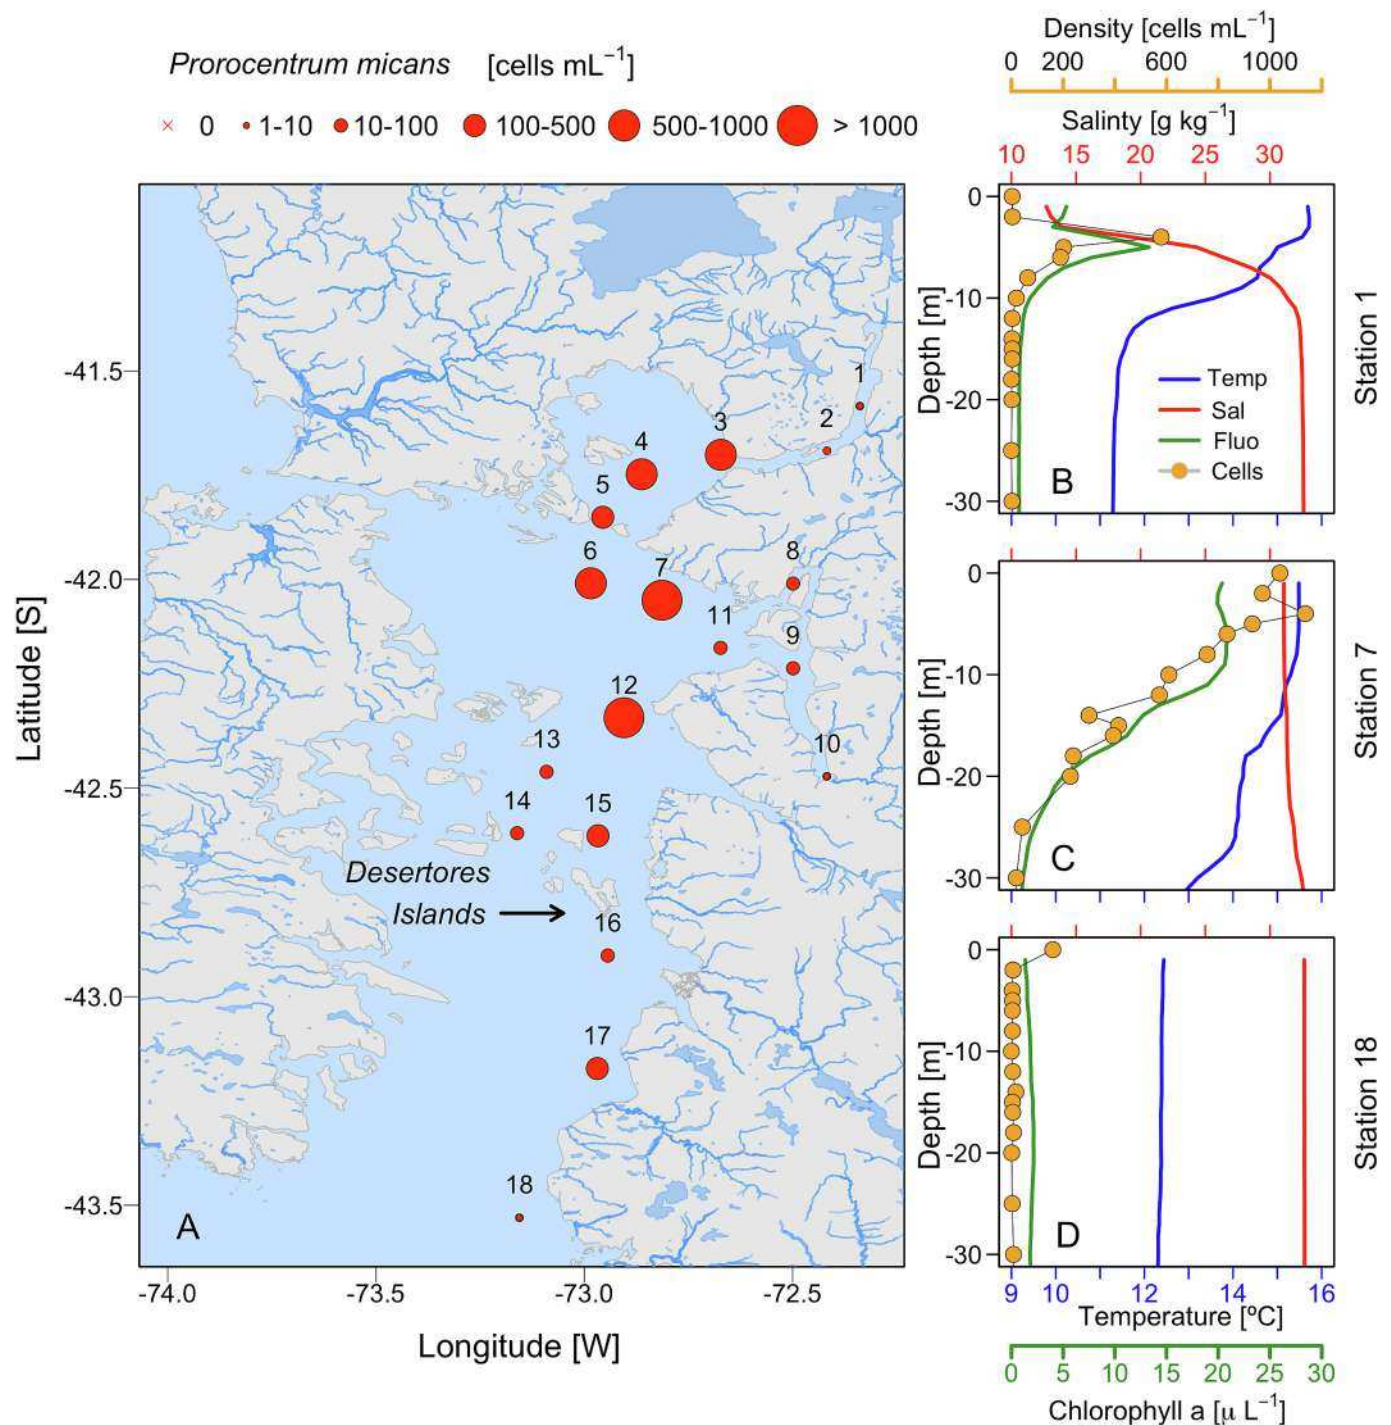 Prorocentrum micans [cells mL⁻¹]
0 1-10 10-100 100-500 500-1000 > 1000
Latitude [S]
-41.5
-42.0
-42.5
-43.0
-43.5
1
2
3
4
5
6
7
8
9
10
11
12
13
14
15
16
17
18
Desertores
Islands
A
-74.0 -73.5 -73.0 -72.5
Longitude [W]
Density [cells mL⁻¹]
0 200 600 1000
Salinity [g kg⁻¹]
10 15 20 25 30
Depth [m]
0
-10
-20
-30
Temp
Sal
Fluo
Cells
B
Station 1
Depth [m]
0
-10
-20
-30
C
Station 7
Depth [m]
0
-10
-20
-30
D
Station 18
9 10 12 14 16
Temperature [ºC]
0 5 10 15 20 25 30
Chlorophyll a [μ L⁻¹]